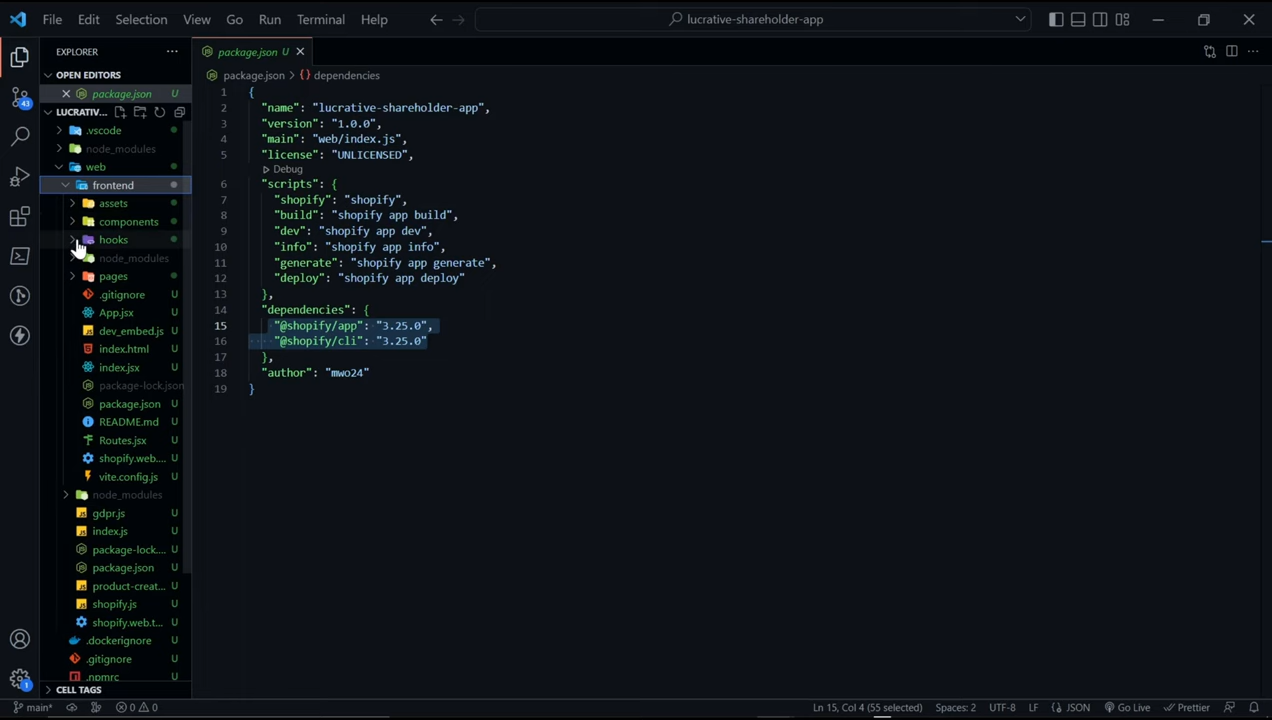 File Edit Selection View Go Run Terminal Help
lucrative-shareholder-app
EXPLORER
OPEN EDITORS
package.json U
LUCRATIV...
.vscode
node_modules
web
frontend
assets
components
hooks
node_modules
pages
.gitignore U
App.jsx U
dev_embed.js U
index.html U
index.jsx U
package-lock.json
package.json U
README.md U
Routes.jsx U
shopify.web.... U
vite.config.js U
node_modules
gdpr.js U
index.js U
package-lock.... U
package.json U
product-creat... U
shopify.js U
shopify.web.t... U
.dockerignore U
.gitignore U
.npmrc U
CELL TAGS
package.json U
package.json > {} dependencies
1 {
2 "name": "lucrative-shareholder-app",
3 "version": "1.0.0",
4 "main": "web/index.js",
5 "license": "UNLICENSED",
Debug
6 "scripts": {
7 "shopify": "shopify",
8 "build": "shopify app build",
9 "dev": "shopify app dev",
10 "info": "shopify app info",
11 "generate": "shopify app generate",
12 "deploy": "shopify app deploy"
13 },
14 "dependencies": {
15 "@shopify/app": "3.25.0",
16 "@shopify/cli": "3.25.0"
17 },
18 "author": "mwo24"
19 }
43
1
main* 0 0 Ln 15, Col 4 (55 selected) Spaces: 2 UTF-8 LF {} JSON Go Live Prettier